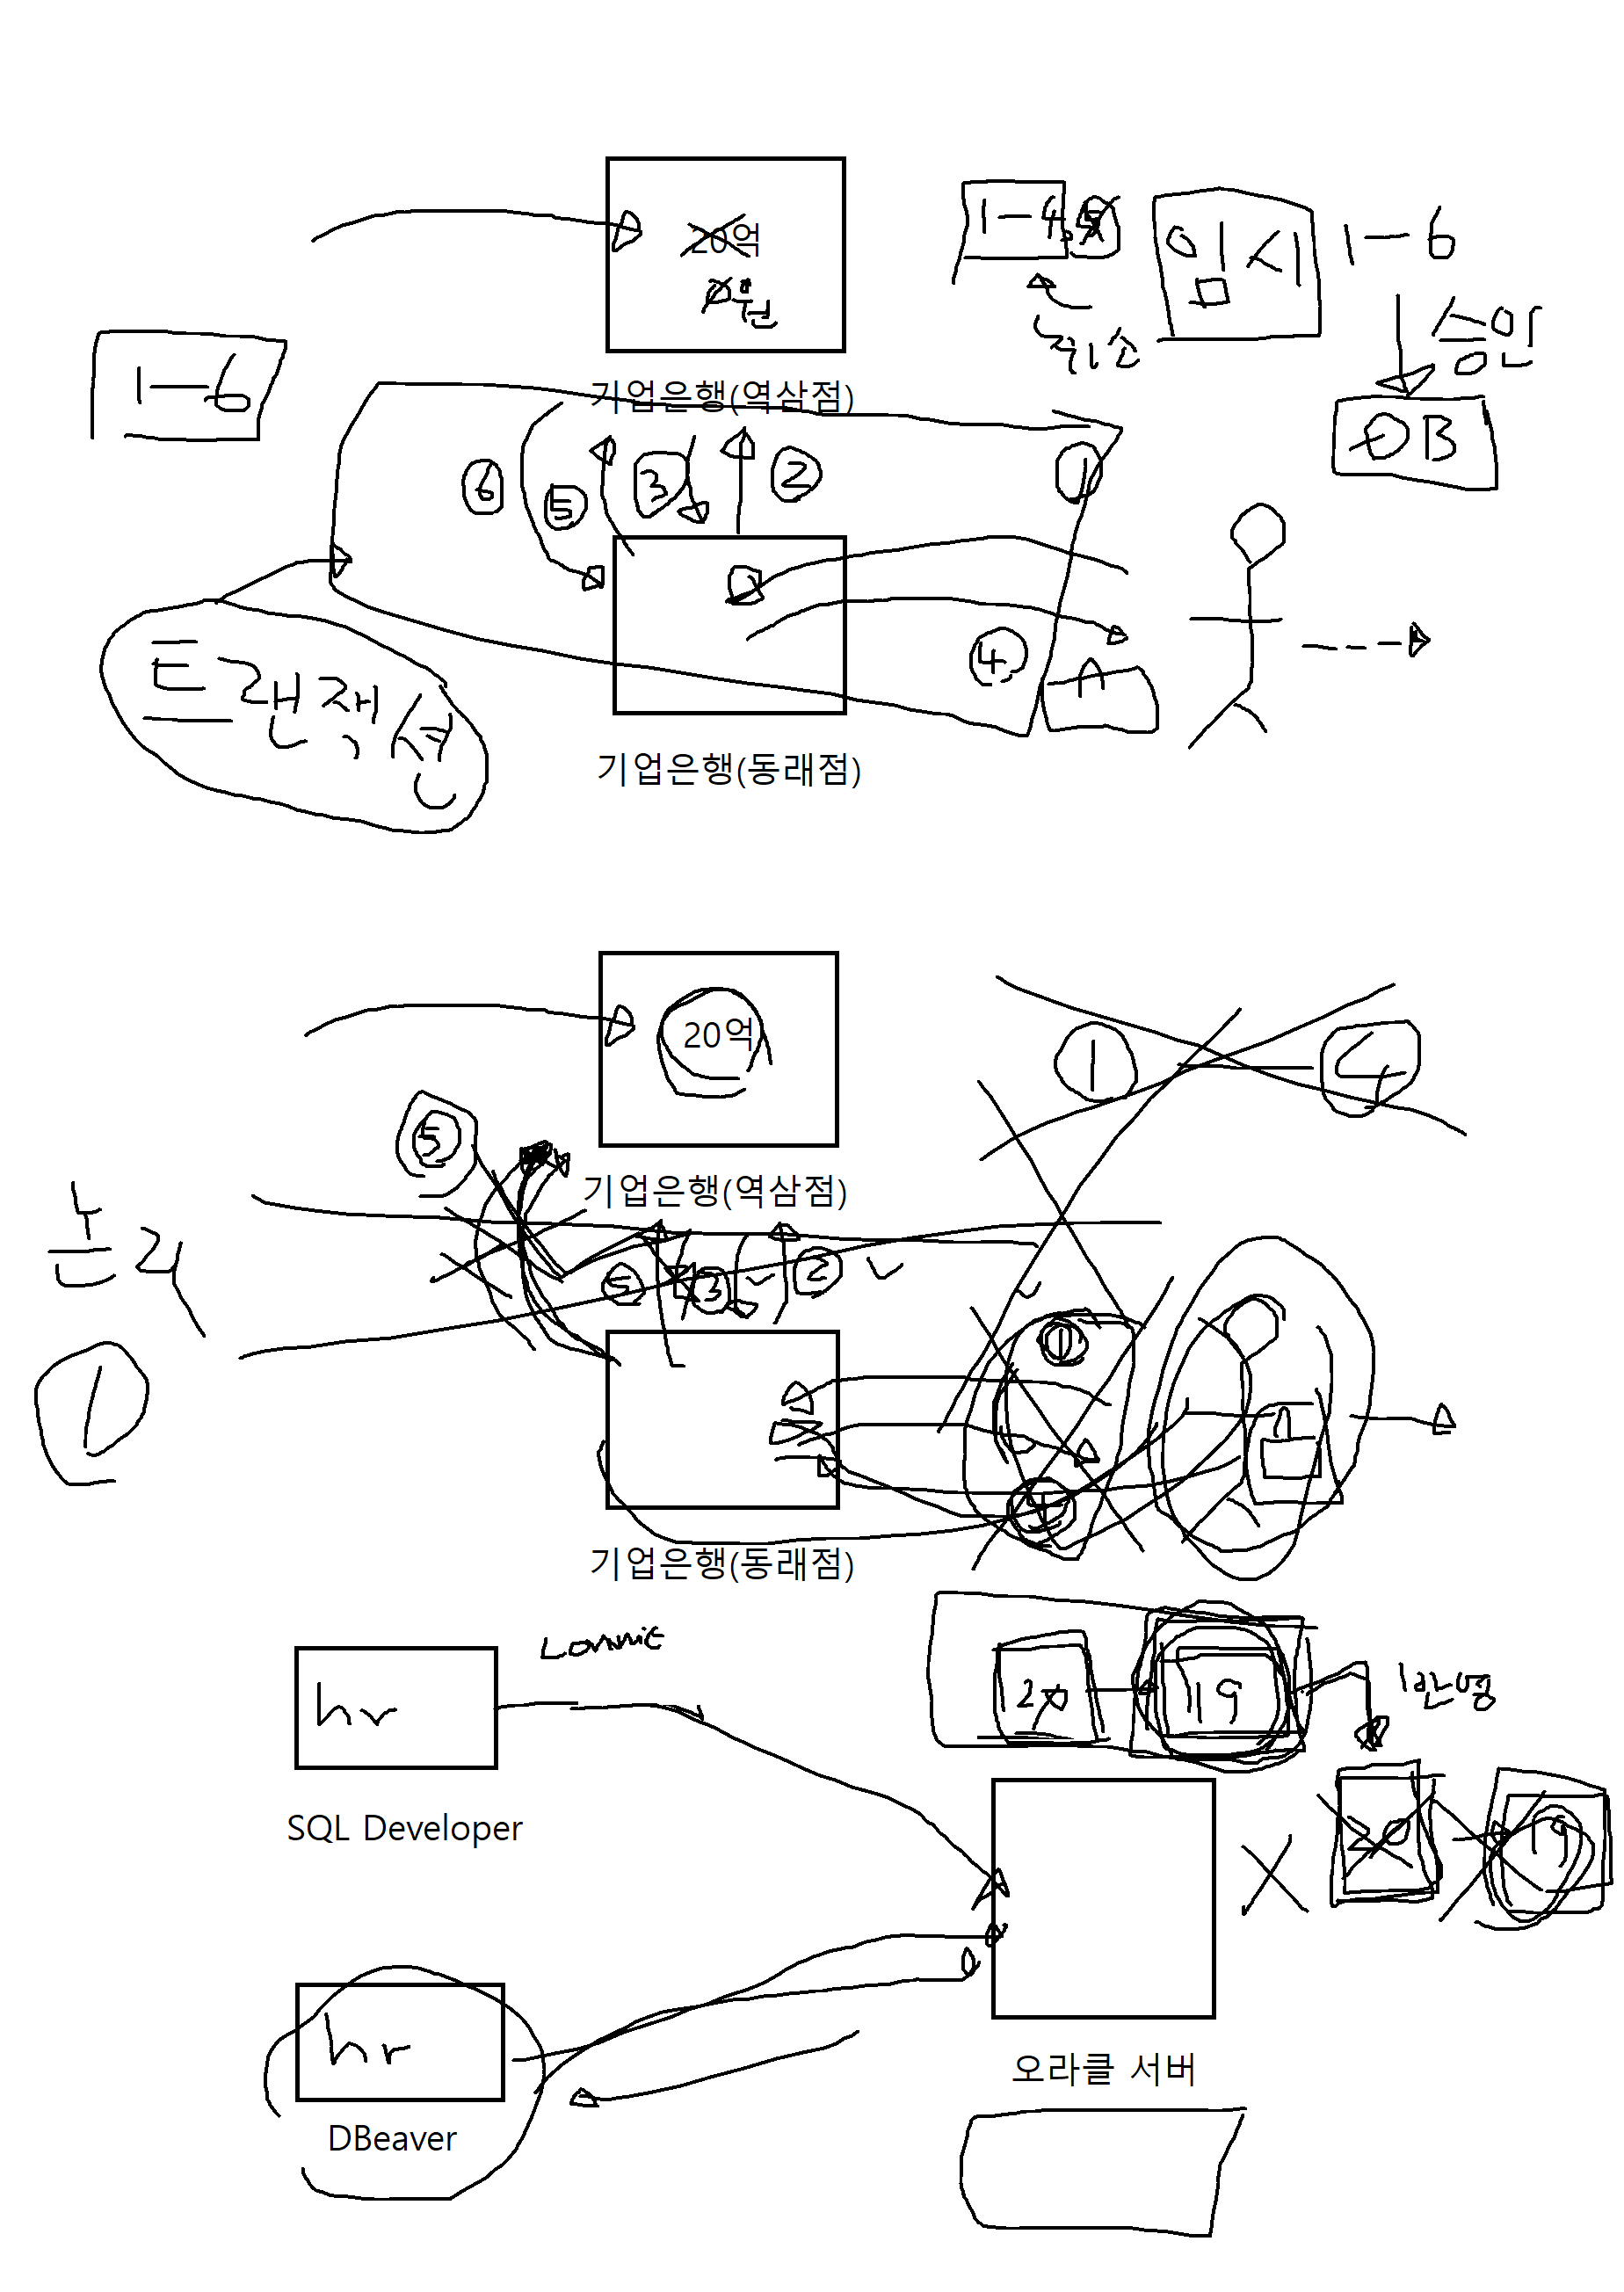 20억
0원
기업은행(역삼점)
1-6
임시
1-6
취소
승인
DB
6
5
3
2
1
4
트랜잭션
기업은행(동래점)
20억
1
4
5
기업은행(역삼점)
논리
1
5
3
2
1
4
기업은행(동래점)
commit
hr
SQL Developer
20
19
1만명
20
19
오라클 서버
hr
DBeaver